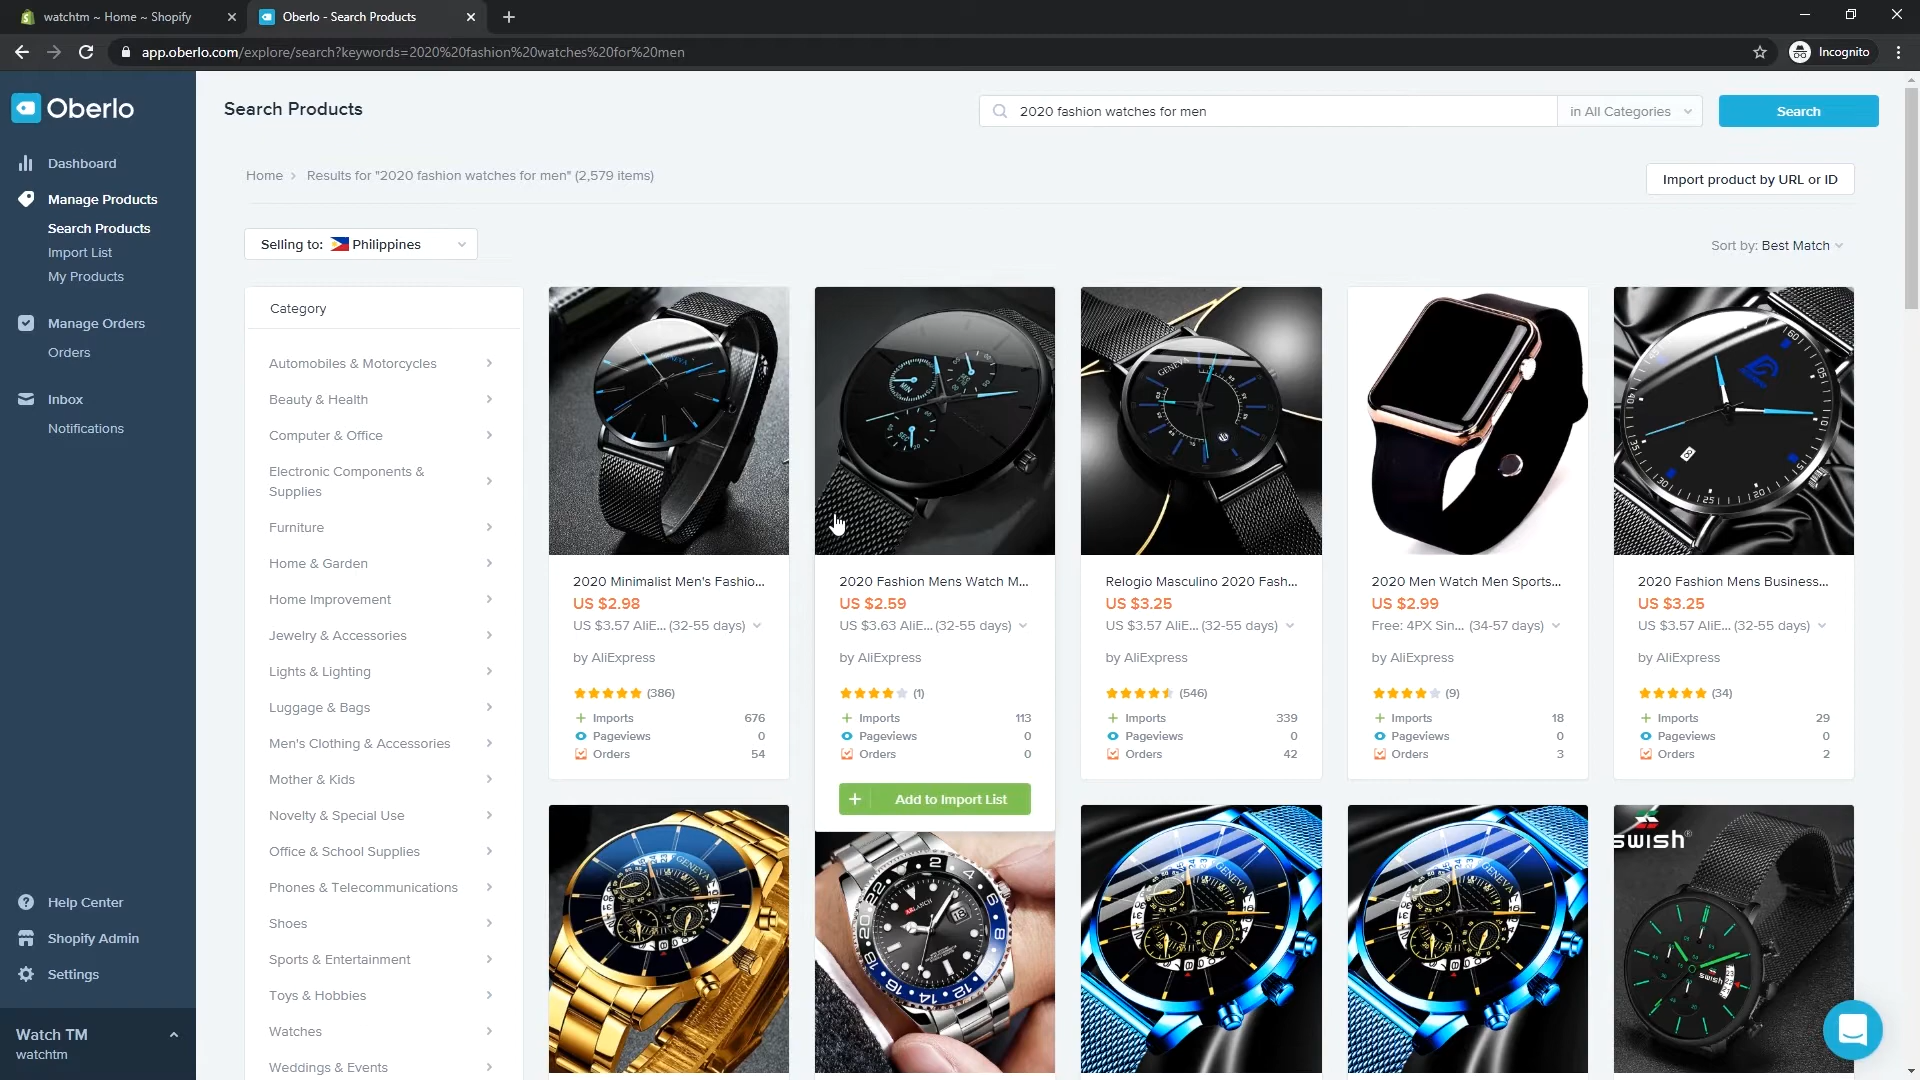 watchtm ~ Home ~ Shopify
Oberlo - Search Products
app.oberlo.com/explore/search?keywords=2020%20fashion%20watches%20for%20men
Incognito
Oberlo
Search Products
2020 fashion watches for men
in All Categories
Search
Dashboard
Manage Products
Search Products
Import List
My Products
Manage Orders
Orders
Inbox
Notifications
Help Center
Shopify Admin
Settings
Watch TM
watchtm
Home > Results for "2020 fashion watches for men" (2,579 items)
Import product by URL or ID
Selling to: Philippines
Sort by: Best Match
Category
Automobiles & Motorcycles
Beauty & Health
Computer & Office
Electronic Components &
Supplies
Furniture
Home & Garden
Home Improvement
Jewelry & Accessories
Lights & Lighting
Luggage & Bags
Men's Clothing & Accessories
Mother & Kids
Novelty & Special Use
Office & School Supplies
Phones & Telecommunications
Shoes
Sports & Entertainment
Toys & Hobbies
Watches
Weddings & Events
2020 Minimalist Men's Fashio...
US $2.98
US $3.57 AliE... (32-55 days)
by AliExpress
(386)
Imports 676
Pageviews 0
Orders 54
2020 Fashion Mens Watch M...
US $2.59
US $3.63 AliE... (32-55 days)
by AliExpress
(1)
Imports 113
Pageviews 0
Orders 0
Add to Import List
GENEVA
Relogio Masculino 2020 Fash...
US $3.25
US $3.57 AliE... (32-55 days)
by AliExpress
(546)
Imports 339
Pageviews 0
Orders 42
2020 Men Watch Men Sports...
US $2.99
Free: 4PX Sin... (34-57 days)
by AliExpress
(9)
Imports 18
Pageviews 0
Orders 3
2020 Fashion Mens Business...
US $3.25
US $3.57 AliE... (32-55 days)
by AliExpress
(34)
Imports 29
Pageviews 0
Orders 2
GENEVA
GENEVA
GENEVA
SWISH®
SWISH